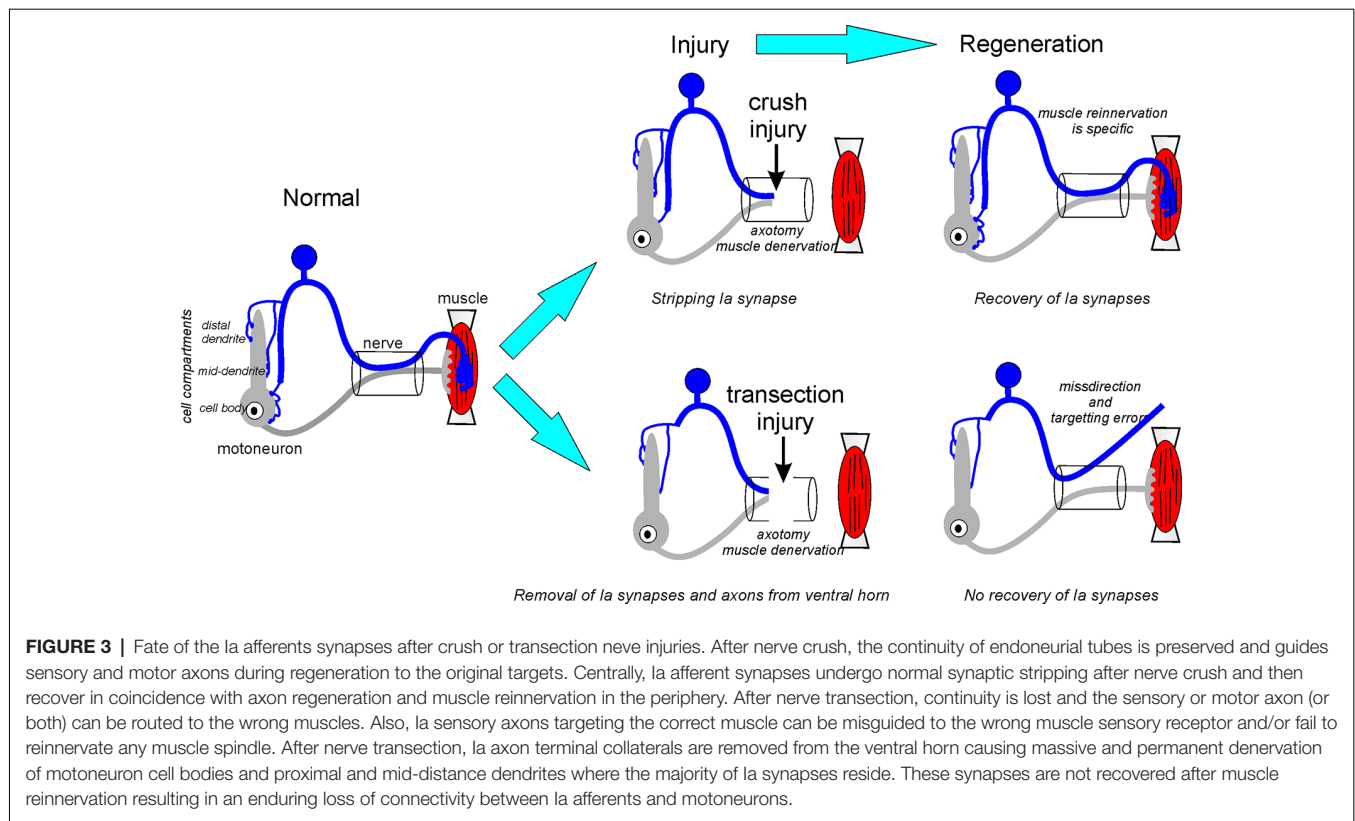 Injury
Regeneration
crush
injury
muscle reinnervation
is specific
axotomy
muscle denervation
Stripping Ia synapse
Recovery of Ia synapses
Normal
muscle
nerve
cell compartments
distal
dendrite
mid-dendrite
cell body
motoneuron
transection
injury
missdirection
and
targetting error
axotomy
muscle denervation
Removal of Ia synapses and axons from ventral horn
No recovery of Ia synapses
FIGURE 3 | Fate of the Ia afferents synapses after crush or transection neve injuries. After nerve crush, the continuity of endoneurial tubes is preserved and guides
sensory and motor axons during regeneration to the original targets. Centrally, Ia afferent synapses undergo normal synaptic stripping after nerve crush and then
recover in coincidence with axon regeneration and muscle reinnervation in the periphery. After nerve transection, continuity is lost and the sensory or motor axon (or
both) can be routed to the wrong muscles. Also, Ia sensory axons targeting the correct muscle can be misguided to the wrong muscle sensory receptor and/or fail to
reinnervate any muscle spindle. After nerve transection, Ia axon terminal collaterals are removed from the ventral horn causing massive and permanent denervation
of motoneuron cell bodies and proximal and mid-distance dendrites where the majority of Ia synapses reside. These synapses are not recovered after muscle
reinnervation resulting in an enduring loss of connectivity between Ia afferents and motoneurons.